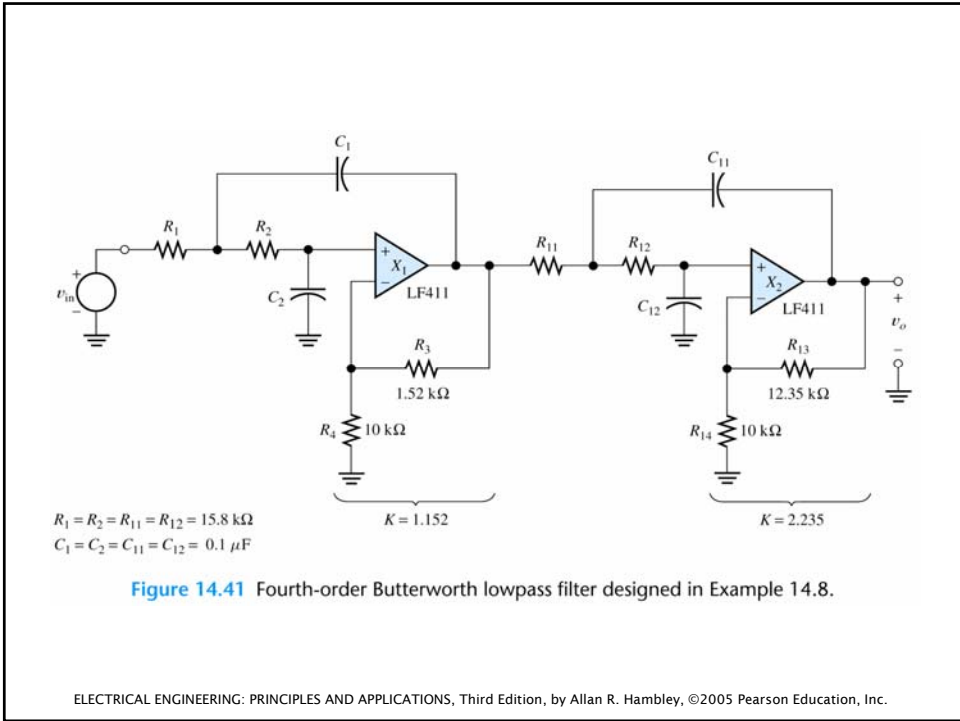 C₁
C₁₁
R₁
R₂
R₁₁
R₁₂
+
X₁
−
LF411
+
X₂
−
LF411
+
v_in
−
C₂
C₁₂
+
v_o
−
R₃
1.52 kΩ
R₁₃
12.35 kΩ
R₄
10 kΩ
R₁₄
10 kΩ
R₁ = R₂ = R₁₁ = R₁₂ = 15.8 kΩ
K = 1.152
K = 2.235
C₁ = C₂ = C₁₁ = C₁₂ = 0.1 μF
Figure 14.41 Fourth-order Butterworth lowpass filter designed in Example 14.8.
ELECTRICAL ENGINEERING: PRINCIPLES AND APPLICATIONS, Third Edition, by Allan R. Hambley, ©2005 Pearson Education, Inc.